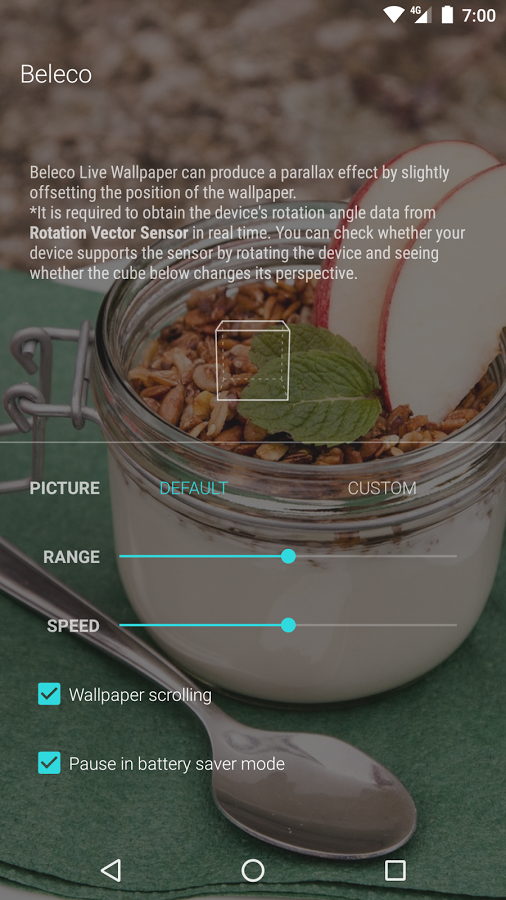 4G 7:00
Beleco
Beleco Live Wallpaper can produce a parallax effect by slightly
offsetting the position of the wallpaper.
*It is required to obtain the device's rotation angle data from
Rotation Vector Sensor in real time. You can check whether your
device supports the sensor by rotating the device and seeing
whether the cube below changes its perspective.
PICTURE DEFAULT CUSTOM
RANGE
SPEED
Wallpaper scrolling
Pause in battery saver mode